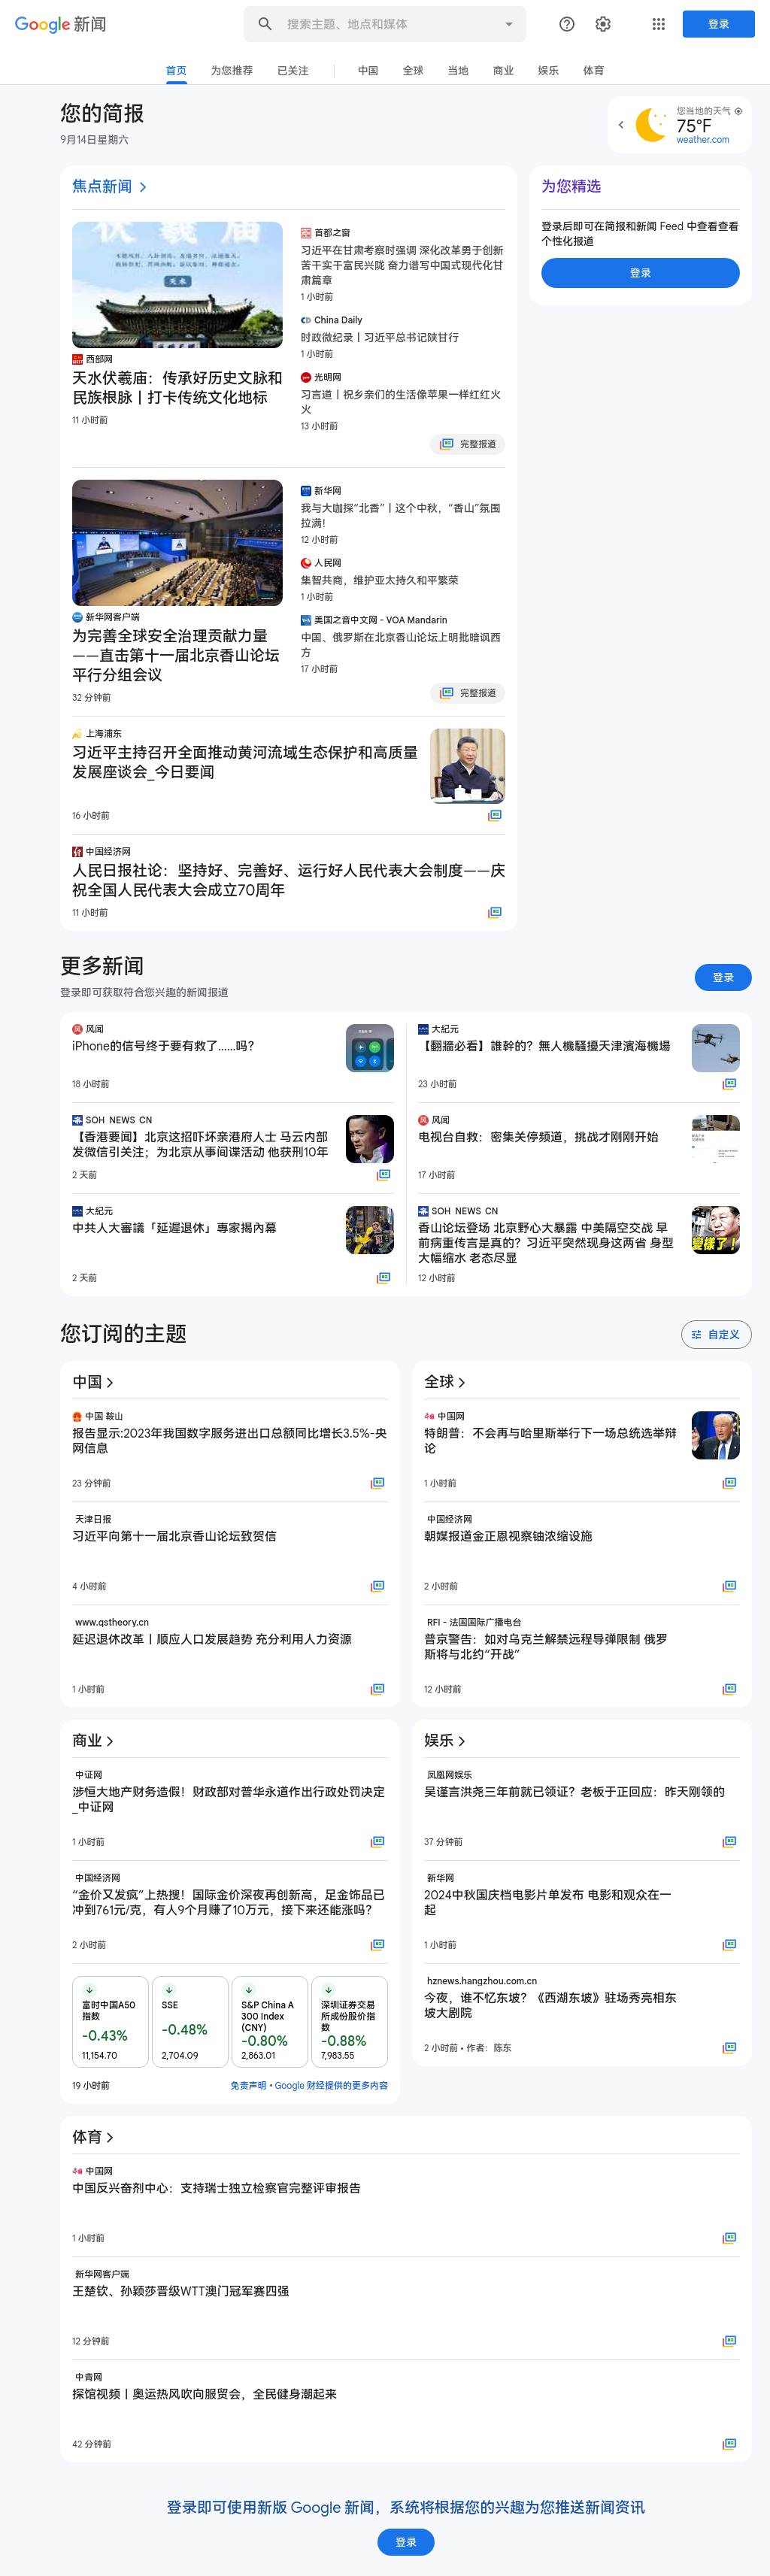 Google 新闻
搜索主题、地点和媒体
登录
首页
为您推荐
已关注
中国
全球
当地
商业
娱乐
体育
您的简报
9月14日星期六
您当地的天气
75°F
weather.com
焦点新闻
天水
西部网
天水伏羲庙：传承好历史文脉和
民族根脉丨打卡传统文化地标
11 小时前
首都之窗
习近平在甘肃考察时强调 深化改革勇于创新
苦干实干富民兴陇 奋力谱写中国式现代化甘
肃篇章
1 小时前
China Daily
时政微纪录丨习近平总书记陕甘行
1 小时前
光明网
习言道丨祝乡亲们的生活像苹果一样红红火
火
13 小时前
完整报道
新华网客户端
为完善全球安全治理贡献力量
——直击第十一届北京香山论坛
平行分组会议
32 分钟前
新华网
我与大咖探“北香”丨这个中秋，“香山”氛围
拉满！
12 小时前
人民网
集智共商，维护亚太持久和平繁荣
1 小时前
美国之音中文网 - VOA Mandarin
中国、俄罗斯在北京香山论坛上明批暗讽西
方
17 小时前
完整报道
上海浦东
习近平主持召开全面推动黄河流域生态保护和高质量
发展座谈会_今日要闻
16 小时前
中国经济网
人民日报社论：坚持好、完善好、运行好人民代表大会制度——庆
祝全国人民代表大会成立70周年
11 小时前
为您精选
登录后即可在简报和新闻 Feed 中查看查看
个性化报道
登录
更多新闻
登录即可获取符合您兴趣的新闻报道
登录
风闻
iPhone的信号终于要有救了……吗？
18 小时前
SOH_NEWS_CN
【香港要闻】北京这招吓坏亲港府人士 马云内部
发微信引关注；为北京从事间谍活动 他获刑10年
2 天前
大紀元
中共人大審議「延遲退休」專家揭內幕
2 天前
大紀元
【翻牆必看】誰幹的？無人機騷擾天津濱海機場
23 小时前
风闻
电视台自救：密集关停频道，挑战才刚刚开始
17 小时前
SOH_NEWS_CN
香山论坛登场 北京野心大暴露 中美隔空交战 早
前病重传言是真的？习近平突然现身这两省 身型
大幅缩水 老态尽显
12 小时前
變樣了！
您订阅的主题
自定义
中国
中国 鞍山
报告显示:2023年我国数字服务进出口总额同比增长3.5%-央
网信息
23 分钟前
天津日报
习近平向第十一届北京香山论坛致贺信
4 小时前
www.qstheory.cn
延迟退休改革丨顺应人口发展趋势 充分利用人力资源
1 小时前
全球
中国网
特朗普：不会再与哈里斯举行下一场总统选举辩
论
1 小时前
中国经济网
朝媒报道金正恩视察铀浓缩设施
2 小时前
RFI - 法国国际广播电台
普京警告：如对乌克兰解禁远程导弹限制 俄罗
斯将与北约“开战”
12 小时前
商业
中证网
涉恒大地产财务造假！财政部对普华永道作出行政处罚决定
_中证网
1 小时前
中国经济网
“金价又发疯”上热搜！国际金价深夜再创新高，足金饰品已
冲到761元/克，有人9个月赚了10万元，接下来还能涨吗？
2 小时前
富时中国A50
指数
-0.43%
11,154.70
SSE
-0.48%
2,704.09
S&P China A
300 Index
(CNY)
-0.80%
2,863.01
深圳证券交易
所成份股价指
数
-0.88%
7,983.55
19 小时前
免责声明 • Google 财经提供的更多内容
娱乐
凤凰网娱乐
吴谨言洪尧三年前就已领证？老板于正回应：昨天刚领的
37 分钟前
新华网
2024中秋国庆档电影片单发布 电影和观众在一
起
1 小时前
hznews.hangzhou.com.cn
今夜，谁不忆东坡？《西湖东坡》驻场秀亮相东
坡大剧院
2 小时前 • 作者：陈东
体育
中国网
中国反兴奋剂中心：支持瑞士独立检察官完整评审报告
1 小时前
新华网客户端
王楚钦、孙颖莎晋级WTT澳门冠军赛四强
12 分钟前
中青网
探馆视频丨奥运热风吹向服贸会，全民健身潮起来
42 分钟前
登录即可使用新版 Google 新闻，系统将根据您的兴趣为您推送新闻资讯
登录